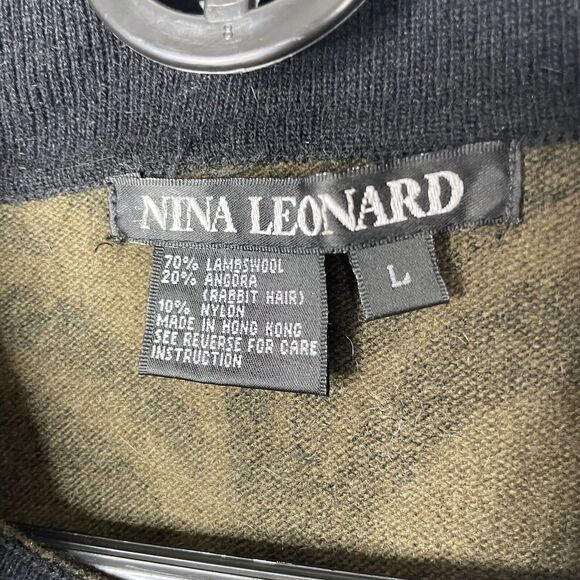 NINA LEONARD
70% LAMBSWOOL
20% ANGORA
(RABBIT HAIR)
10% NYLON
MADE IN HONG KONG
SEE REVERSE FOR CARE
INSTRUCTION
L